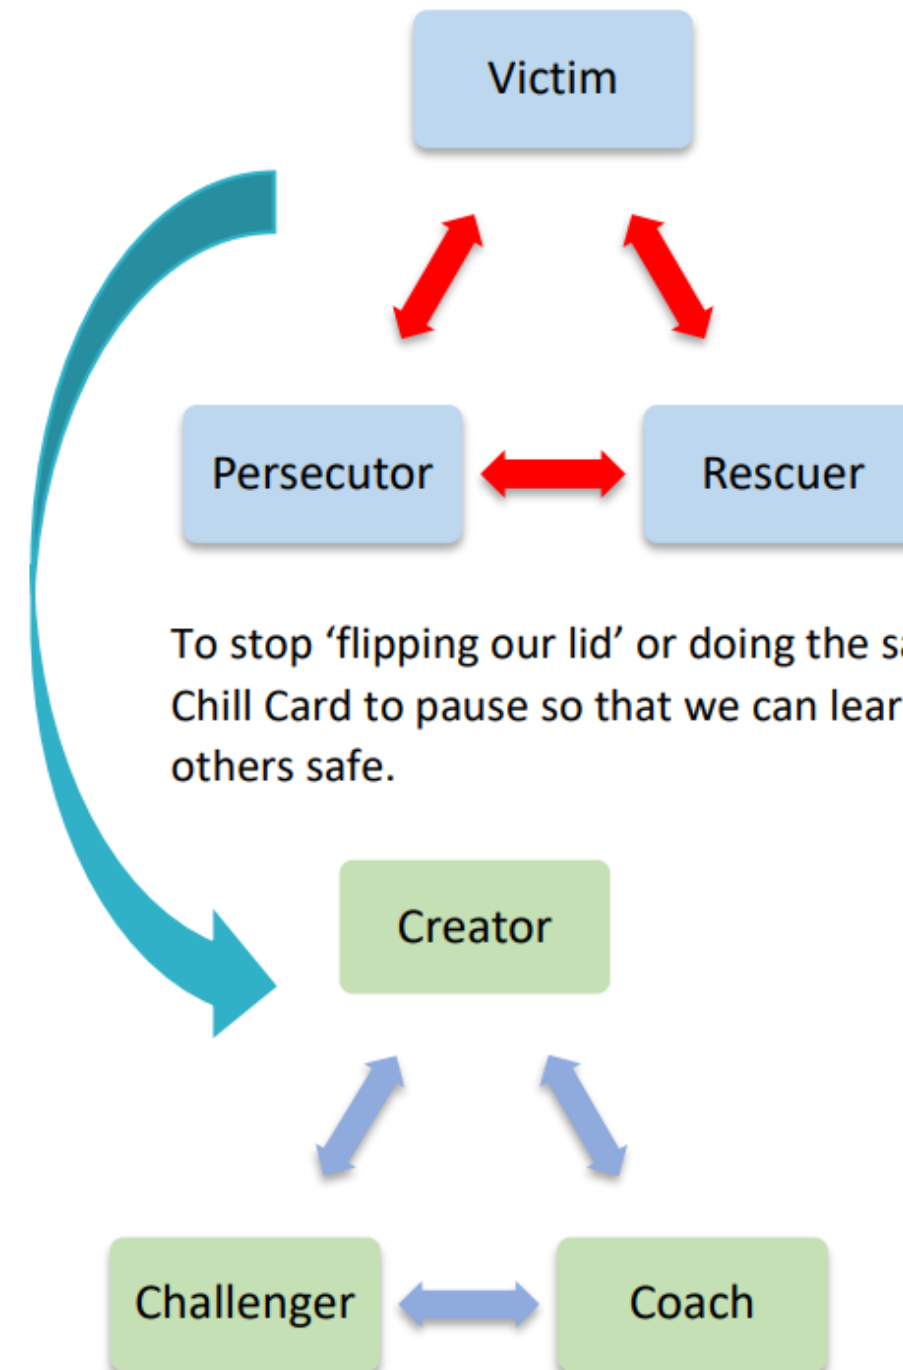 Victim
Persecutor
Rescuer
To stop ‘flipping our lid’ or doing the
Chill Card to pause so that we can
others safe.
Creator
Challenger
Coach